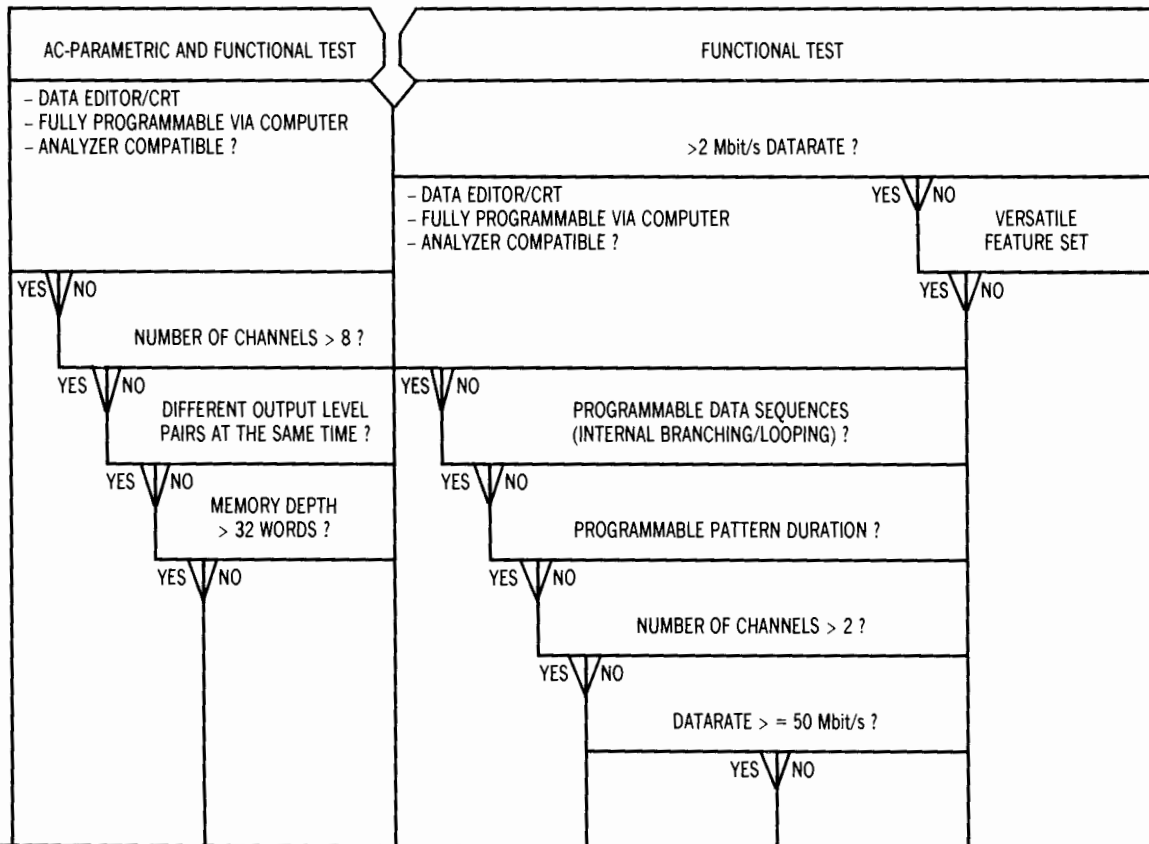 AC-PARAMETRIC AND FUNCTIONAL TEST
FUNCTIONAL TEST
– DATA EDITOR/CRT
– FULLY PROGRAMMABLE VIA COMPUTER
– ANALYZER COMPATIBLE ?
>2 Mbit/s DATARATE ?
– DATA EDITOR/CRT
– FULLY PROGRAMMABLE VIA COMPUTER
– ANALYZER COMPATIBLE ?
YES NO
VERSATILE
FEATURE SET
YES NO
YES NO
NUMBER OF CHANNELS > 8 ?
YES NO
YES NO
DIFFERENT OUTPUT LEVEL
PAIRS AT THE SAME TIME ?
PROGRAMMABLE DATA SEQUENCES
(INTERNAL BRANCHING/LOOPING) ?
YES NO
YES NO
MEMORY DEPTH
> 32 WORDS ?
PROGRAMMABLE PATTERN DURATION ?
YES NO
YES NO
NUMBER OF CHANNELS > 2 ?
YES NO
DATARATE > = 50 Mbit/s ?
YES NO